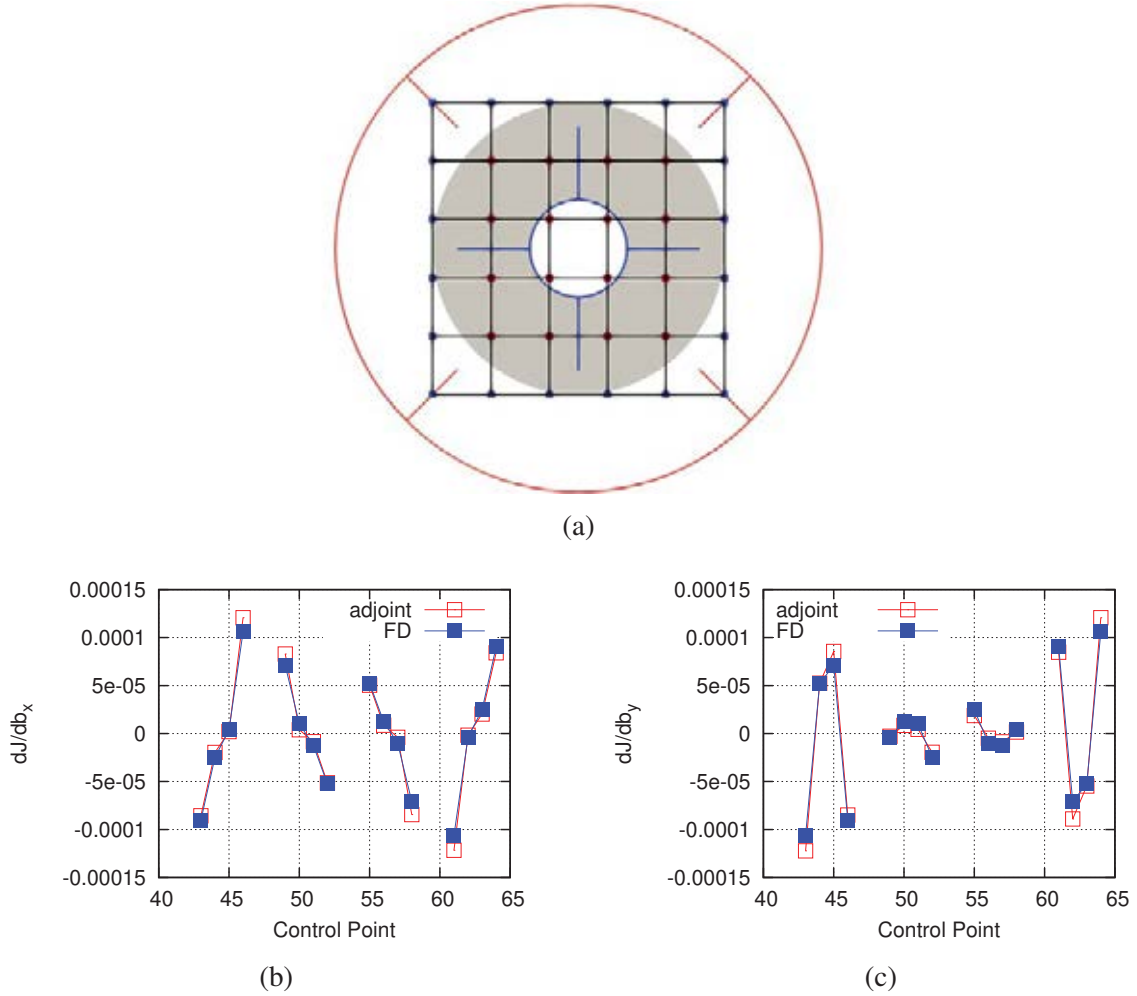 (a)
0.00015
0.0001
5e-05
0
-5e-05
-0.0001
-0.00015
dJ/db_x
adjoint
FD
40 45 50 55 60 65
Control Point
(b)
0.00015
0.0001
5e-05
0
-5e-05
-0.0001
-0.00015
dJ/db_y
adjoint
FD
40 45 50 55 60 65
Control Point
(c)